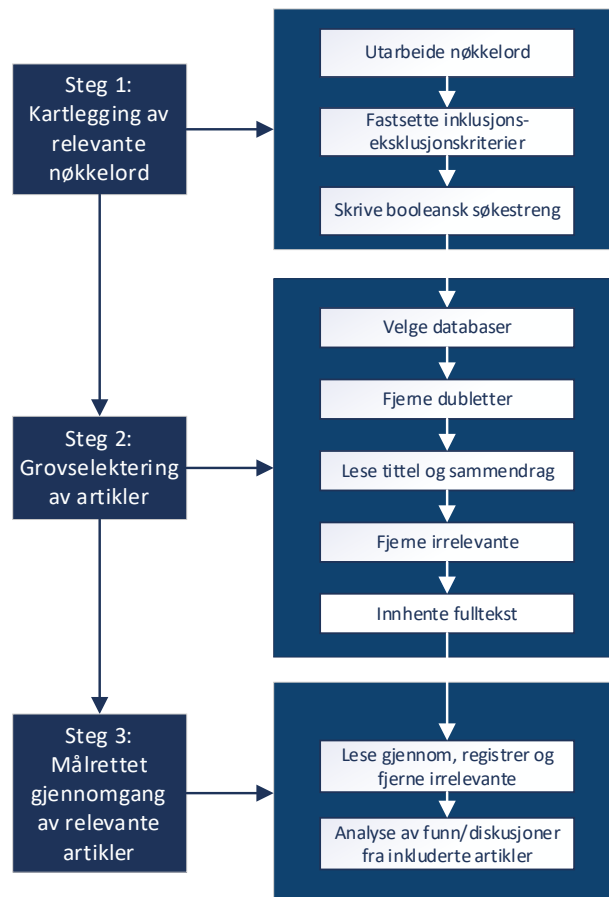 Steg 1:
Kartlegging av
relevante
nøkkelord
Utarbeide nøkkelord
Fastsette inklusjons-
eksklusjonskriterier
Skrive booleansk søkestreng
Steg 2:
Grovselektering
av artikler
Velge databaser
Fjerne dubletter
Lese tittel og sammendrag
Fjerne irrelevante
Innhente fulltekst
Steg 3:
Målrettet
gjennomgang
av relevante
artikler
Lese gjennom, registrer og
fjerne irrelevante
Analyse av funn/diskusjoner
fra inkluderte artikler